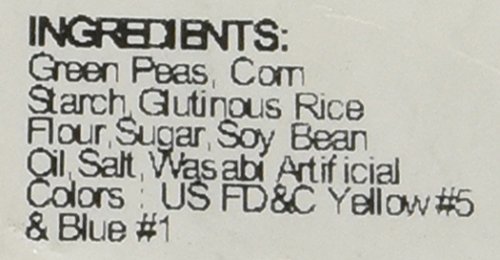 INGREDIENTS:
Green Peas, Corn
Starch,Glutinous Rice
Flour,Sugar,Soy Bean
Oil,Salt,Wasabi Artificial
Colors : US FD&C Yellow #5
& Blue #1